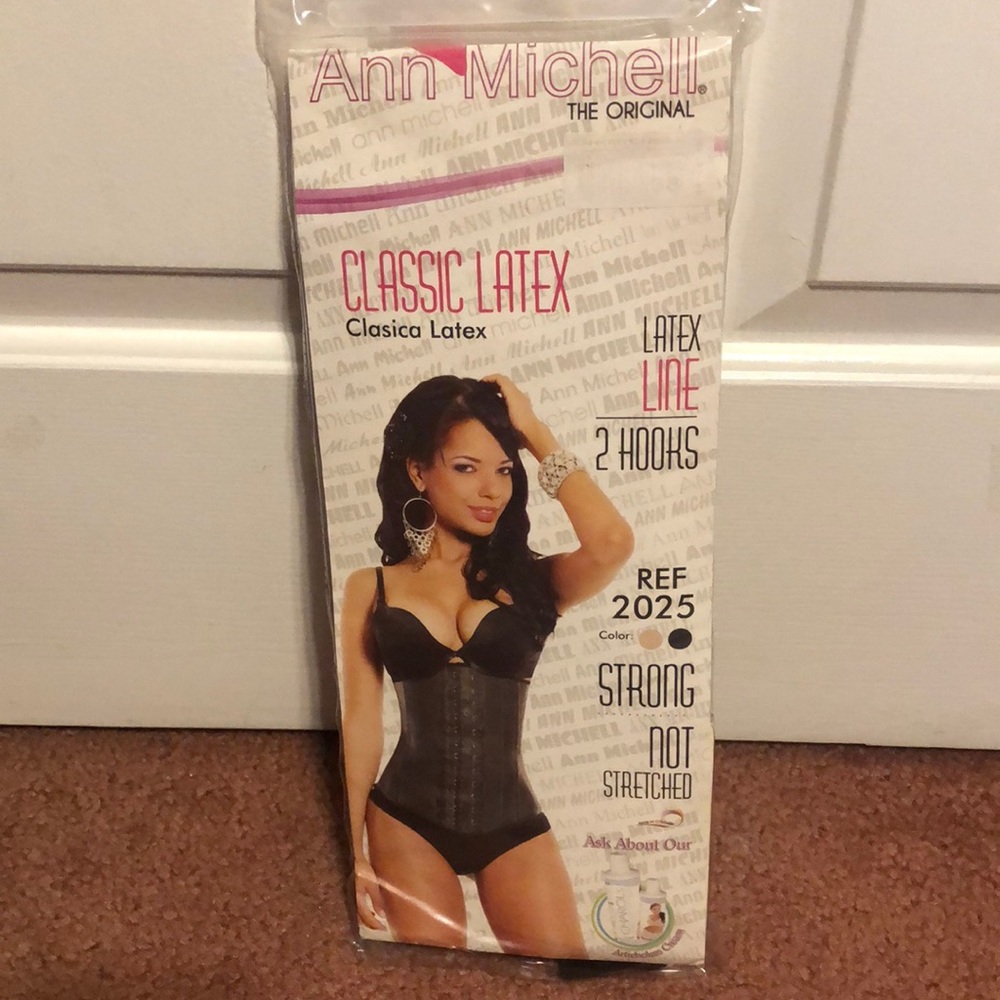 Ann Michell®
THE ORIGINAL
CLASSIC LATEX
Clasica Latex
LATEX
LINE
2 HOOKS
REF
2025
Color:
STRONG
NOT
STRETCHED
Ask About Our